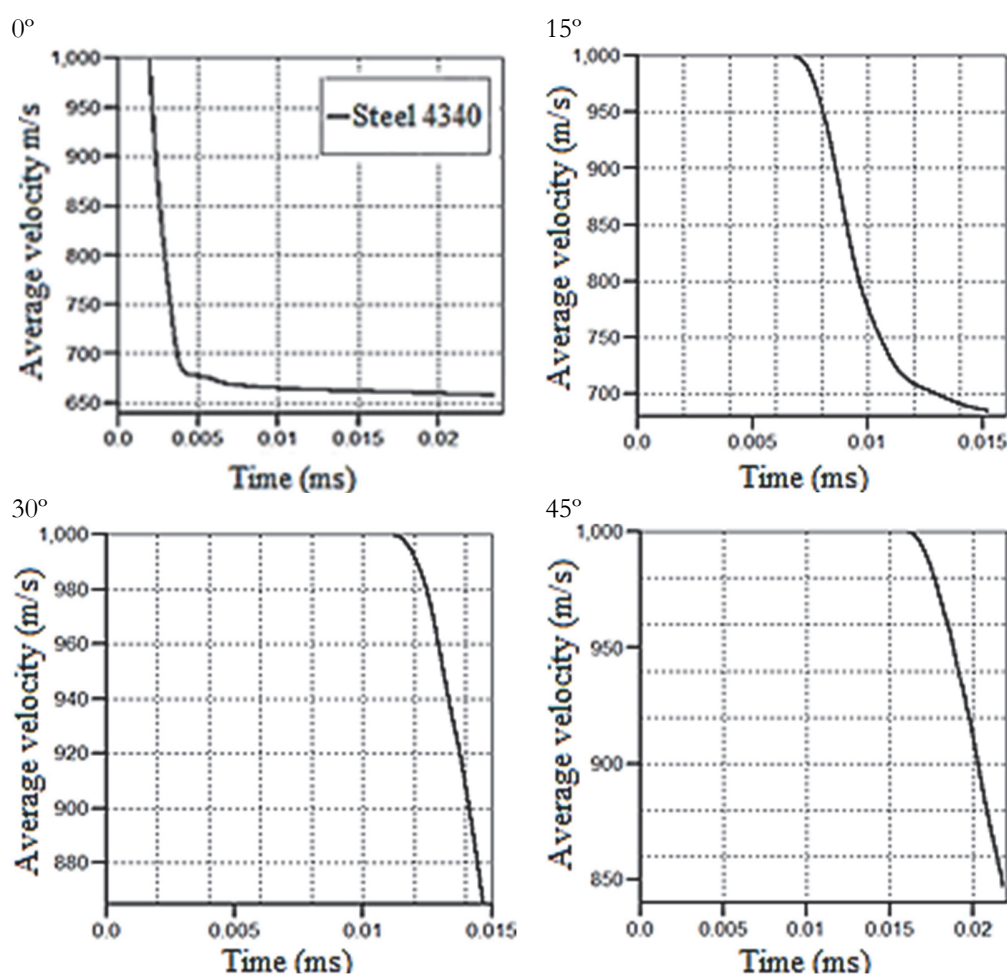 0º
1,000
950
900
850
800
750
700
650
Average velocity m/s
Steel 4340
0.0 0.005 0.01 0.015 0.02
Time (ms)
15º
1,000
950
900
850
800
750
700
Average velocity (m/s)
0.0 0.005 0.01 0.015
Time (ms)
30º
1,000
980
960
940
920
900
880
Average velocity (m/s)
0.0 0.005 0.01 0.015
Time (ms)
45º
1,000
950
900
850
Average velocity (m/s)
0.0 0.005 0.01 0.015 0.02
Time (ms)